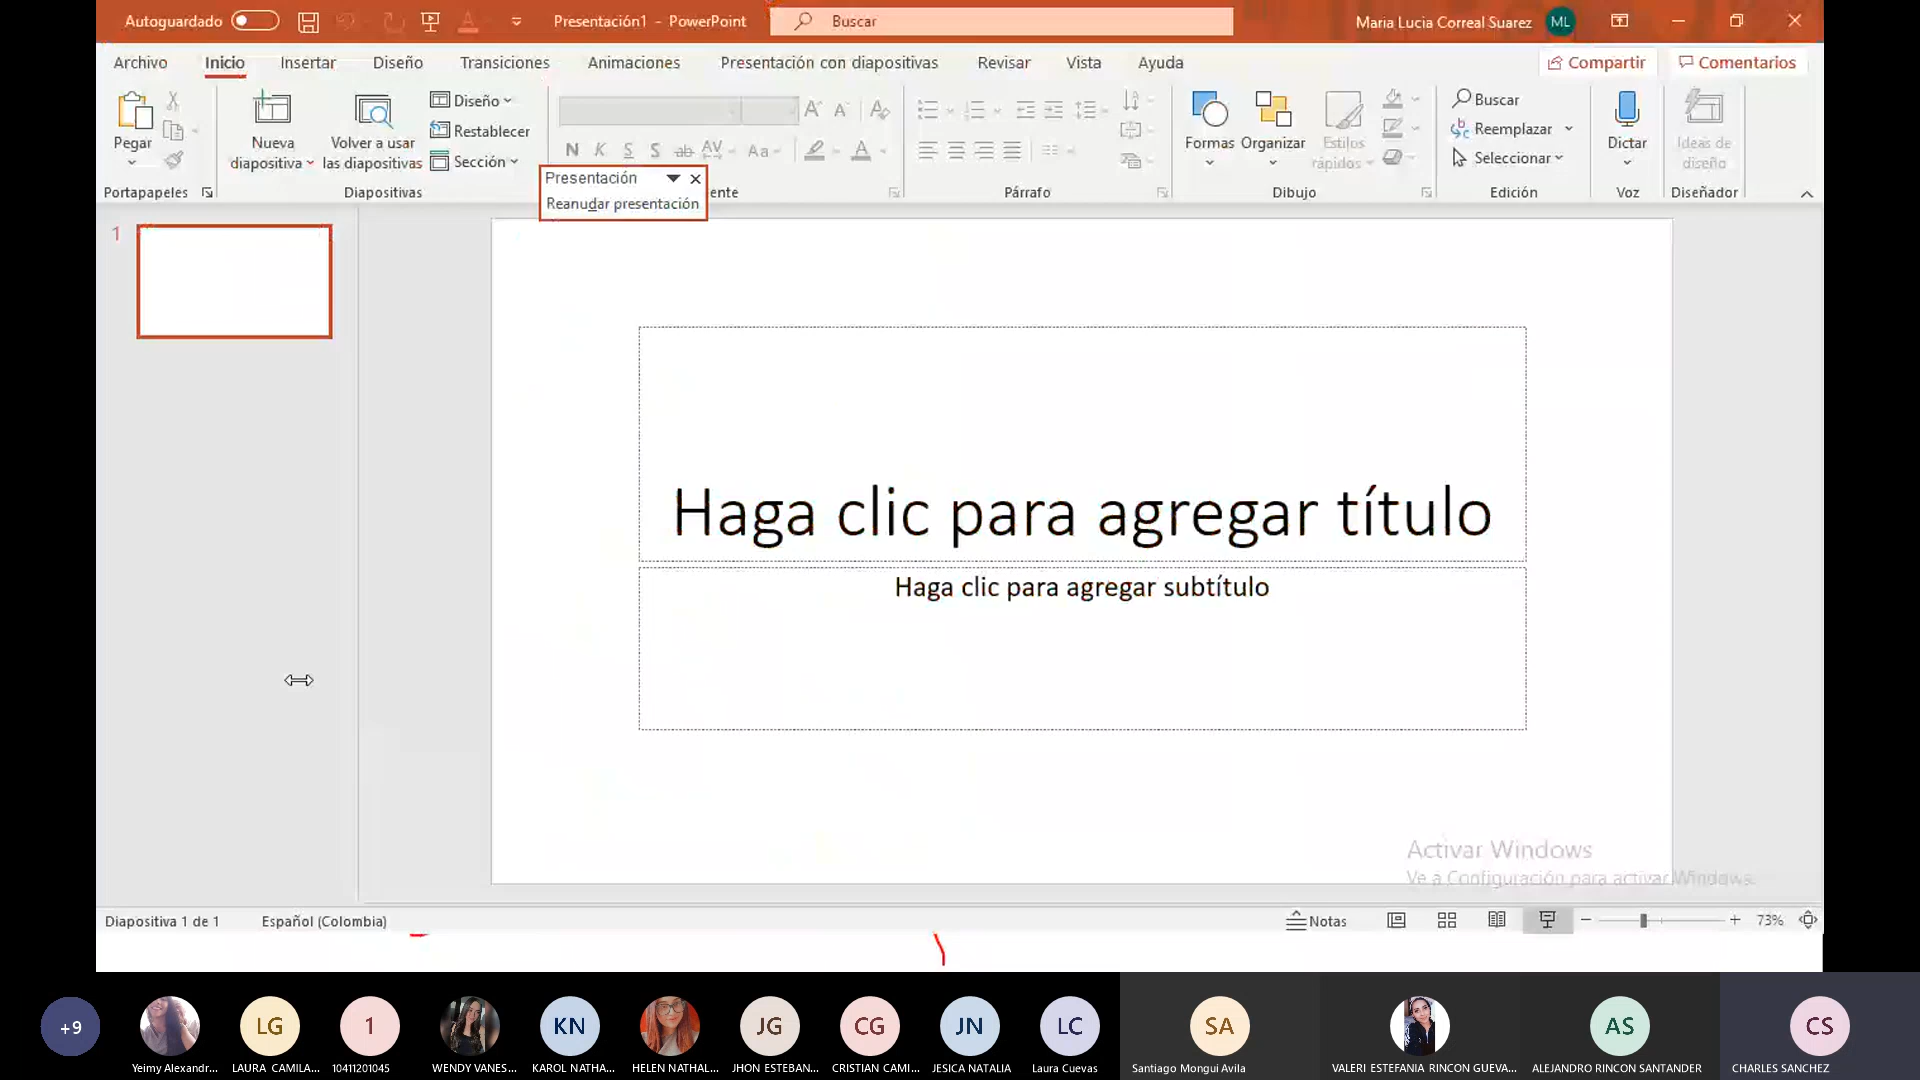 Autoguardado
Presentación1 - PowerPoint
Buscar
Maria Lucia Correal Suarez ML
Archivo Inicio Insertar Diseño Transiciones Animaciones Presentación con diapositivas Revisar Vista Ayuda Compartir Comentarios
Pegar
Portapapeles
Nueva
diapositiva
Volver a usar
las diapositivas
Diseño
Restablecer
Sección
Diapositivas
N K S S ab AV Aa A
ente
Presentación
Reanudar presentación
Párrafo
Formas
Organizar
Estilos
rápidos
Dibujo
Buscar
Reemplazar
Seleccionar
Edición
Dictar
Voz
Ideas de
diseño
Diseñador
1
Haga clic para agregar título
Haga clic para agregar subtítulo
Activar Windows
Ve a Configuración para activar Windows.
Diapositiva 1 de 1 Español (Colombia) Notas 73%
+9 LG 1 KN JG CG JN LC SA AS CS
Yeimy Alexandr... LAURA CAMILA... 10411201045 WENDY VANES... KAROL NATHA... HELEN NATHAL... JHON ESTEBAN... CRISTIAN CAMI... JESICA NATALIA Laura Cuevas Santiago Mongui Avila VALERI ESTEFANIA RINCON GUEVA... ALEJANDRO RINCON SANTANDER CHARLES SANCHEZ